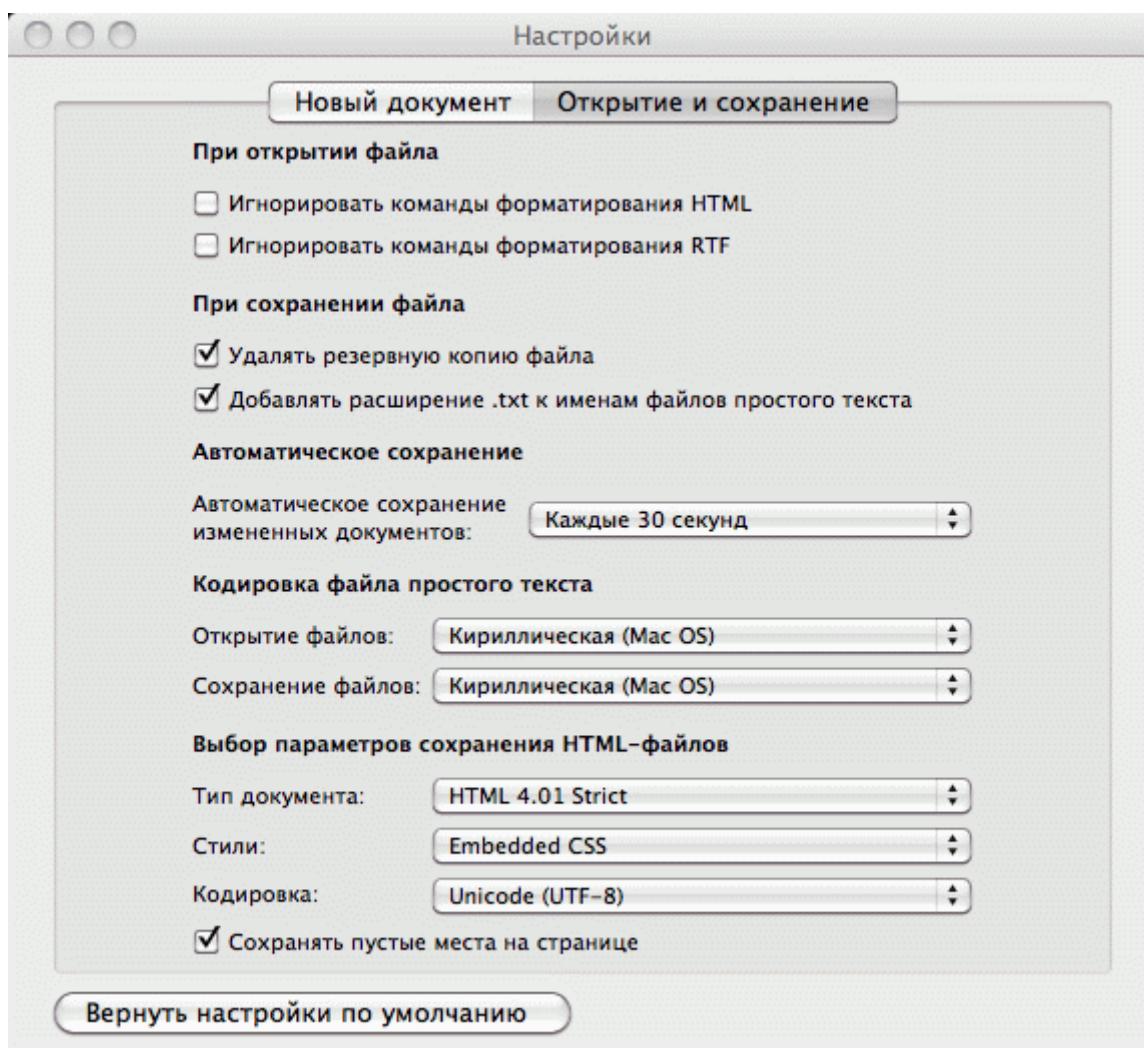 Настройки
Новый документ Открытие и сохранение
При открытии файла
Игнорировать команды форматирования HTML
Игнорировать команды форматирования RTF
При сохранении файла
Удалять резервную копию файла
Добавлять расширение .txt к именам файлов простого текста
Автоматическое сохранение
Автоматическое сохранение
измененных документов: Каждые 30 секунд
Кодировка файла простого текста
Открытие файлов: Кириллическая (Mac OS)
Сохранение файлов: Кириллическая (Mac OS)
Выбор параметров сохранения HTML-файлов
Тип документа: HTML 4.01 Strict
Стили: Embedded CSS
Кодировка: Unicode (UTF-8)
Сохранять пустые места на странице
Вернуть настройки по умолчанию